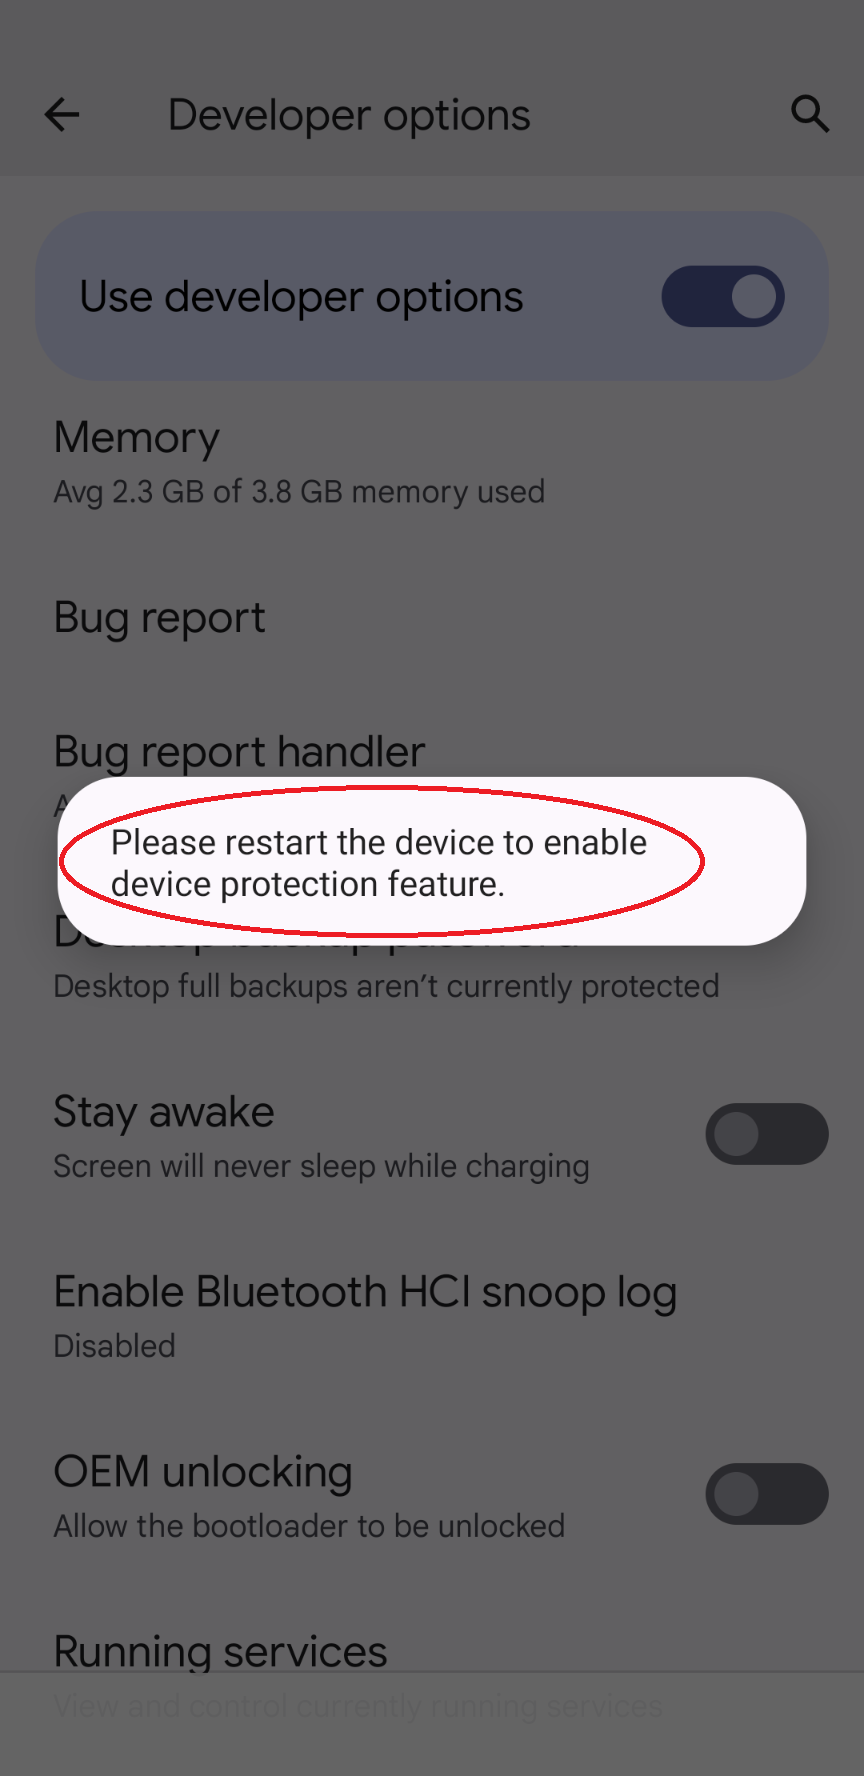 Developer options
Use developer options
Memory
Avg 2.3 GB of 3.8 GB memory used
Bug report
Bug report handler
A
Please restart the device to enable
device protection feature.
Desktop backup password
Desktop full backups aren’t currently protected
Stay awake
Screen will never sleep while charging
Enable Bluetooth HCI snoop log
Disabled
OEM unlocking
Allow the bootloader to be unlocked
Running services
View and control currently running services